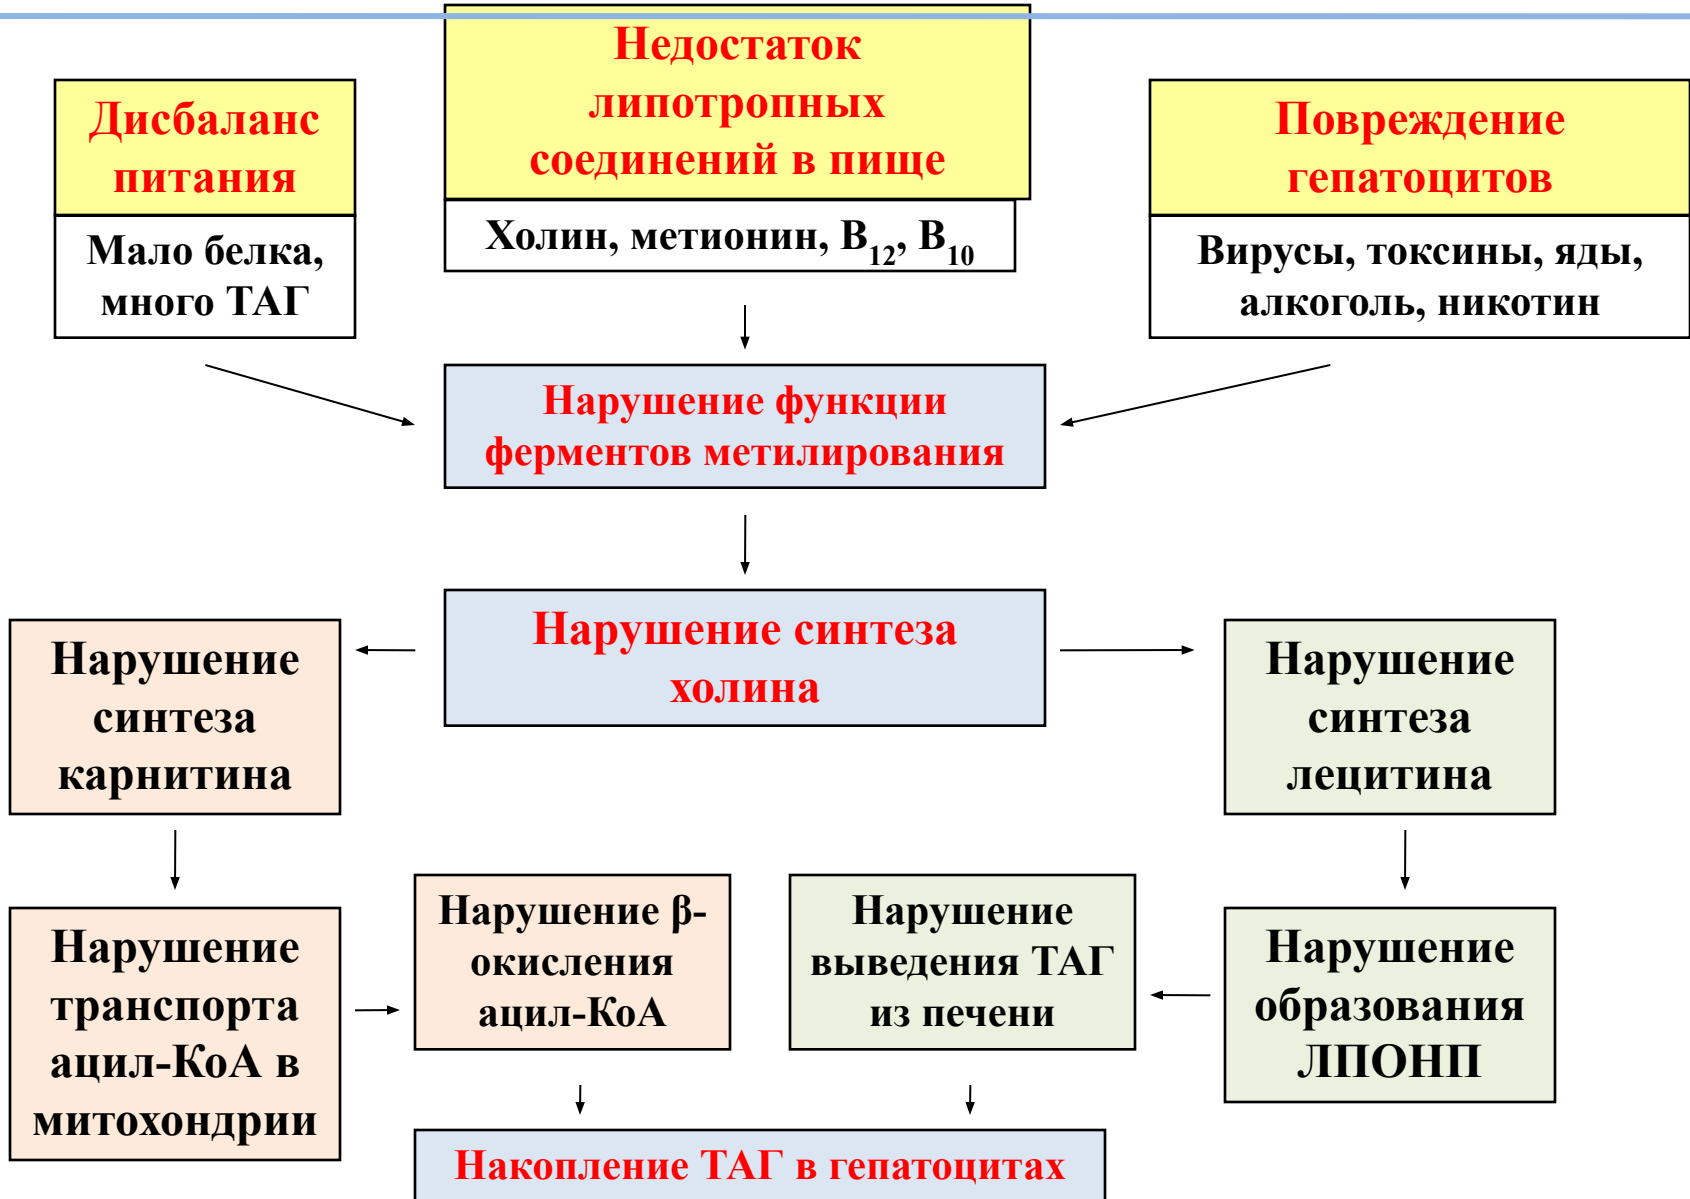 Недостаток
липотропных
соединений в пище
Холин, метионин, В12, В10
Дисбаланс
питания
Мало белка,
много ТАГ
Повреждение
гепатоцитов
Вирусы, токсины, яды,
алкоголь, никотин
Нарушение функции
ферментов метилирования
Нарушение синтеза
холина
Нарушение
синтеза
карнитина
Нарушение
синтеза
лецитина
Нарушение
транспорта
ацил-КоА в
митохондрии
Нарушение β-
окисления
ацил-КоА
Нарушение
выведения ТАГ
из печени
Нарушение
образования
ЛПОНП
Накопление ТАГ в гепатоцитах